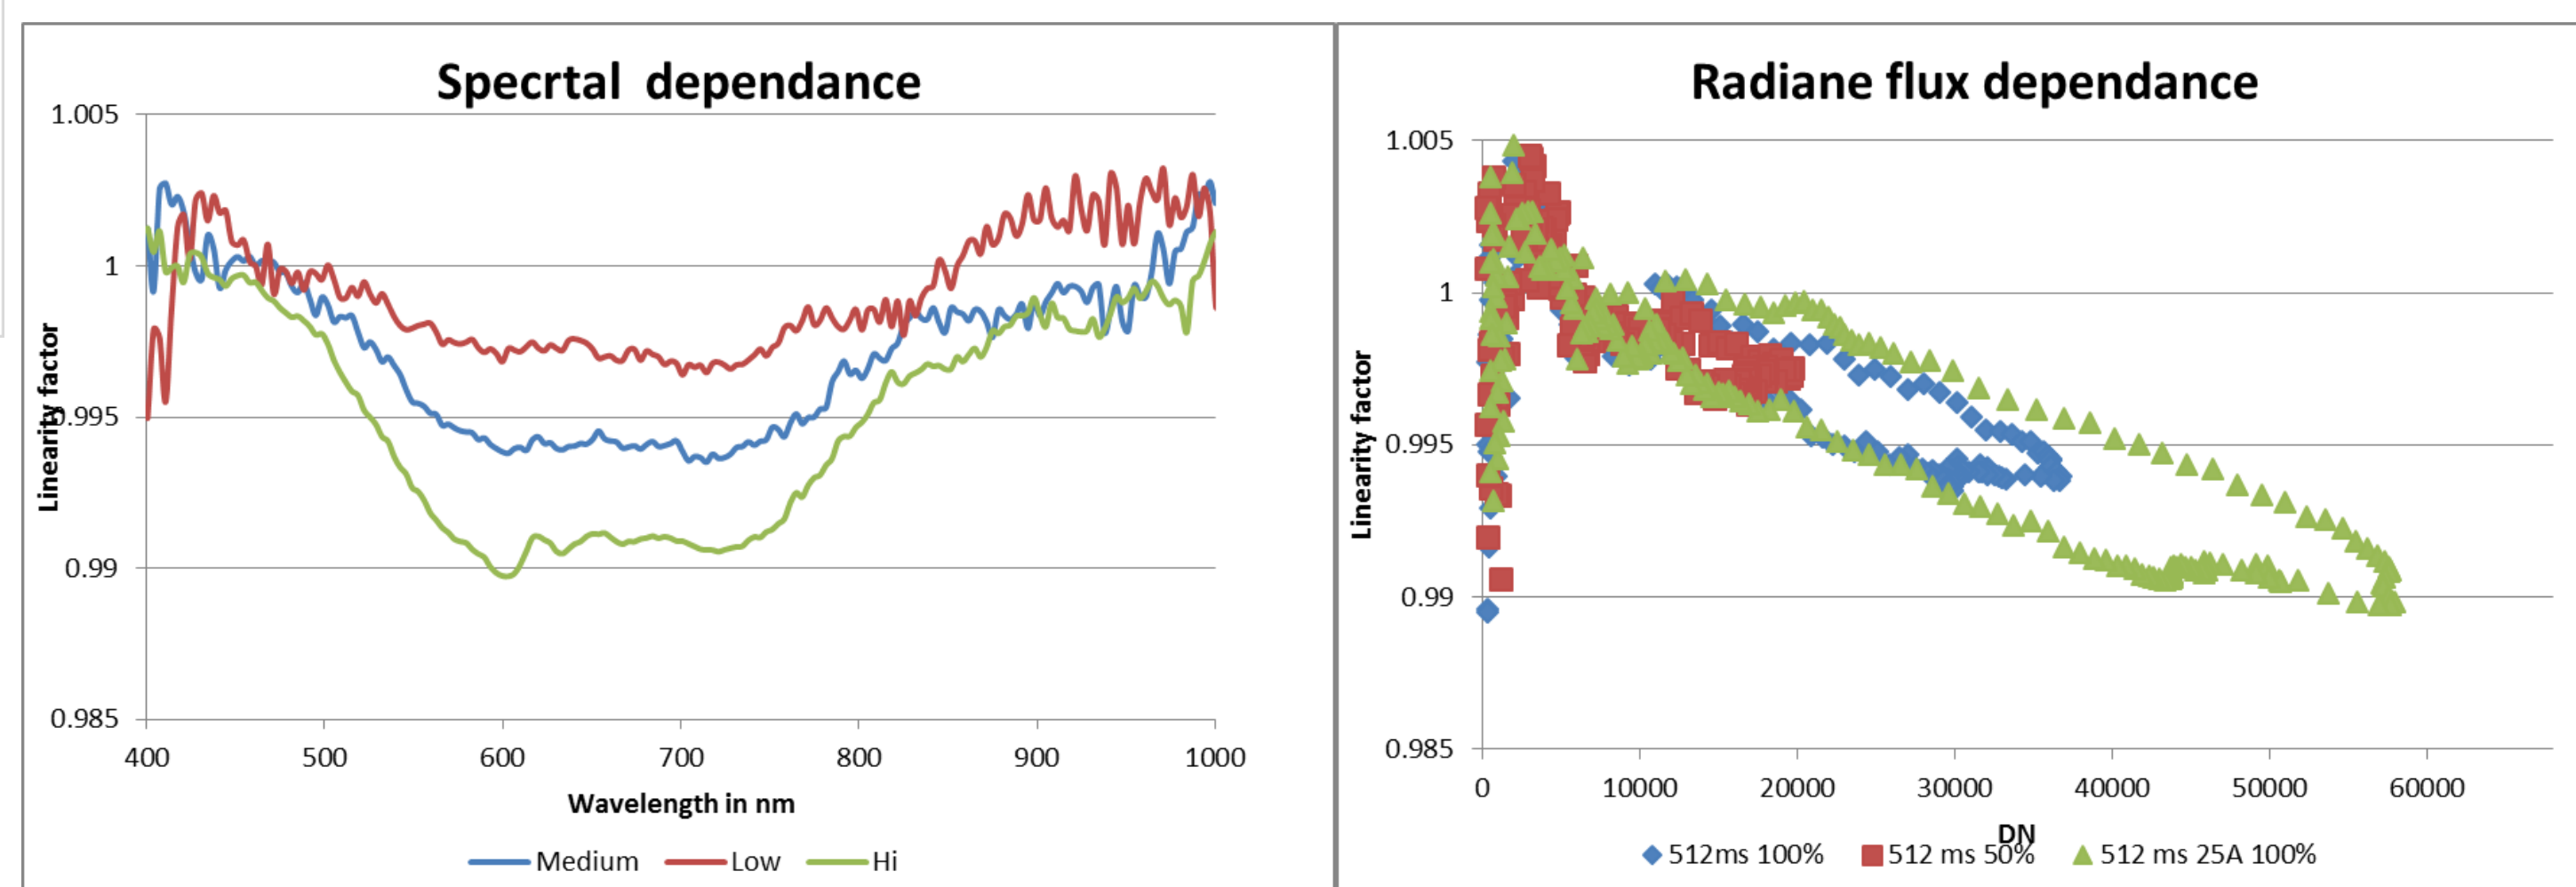 Specrtal  dependance
1.005
1
0.995
0.99
0.985
Linearity factor
400 500 600 700 800 900 1000
Wavelength in nm
Medium Low Hi
Radiane flux dependance
1.005
1
0.995
0.99
0.985
Linearity factor
0 10000 20000 30000 40000 50000 60000
DN
512ms 100% 512 ms 50% 512 ms 25A 100%